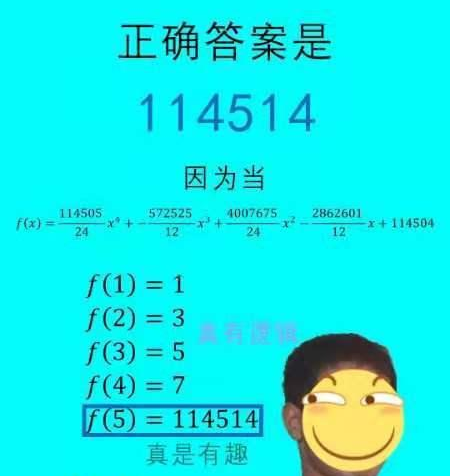 正确答案是
114514
因为当
f(x) = 114505/24 x⁴ + − 572525/12 x³ + 4007675/24 x² − 2862601/12 x + 114504
f(1) = 1
f(2) = 3
真有逻辑
f(3) = 5
f(4) = 7
f(5) = 114514
真是有趣